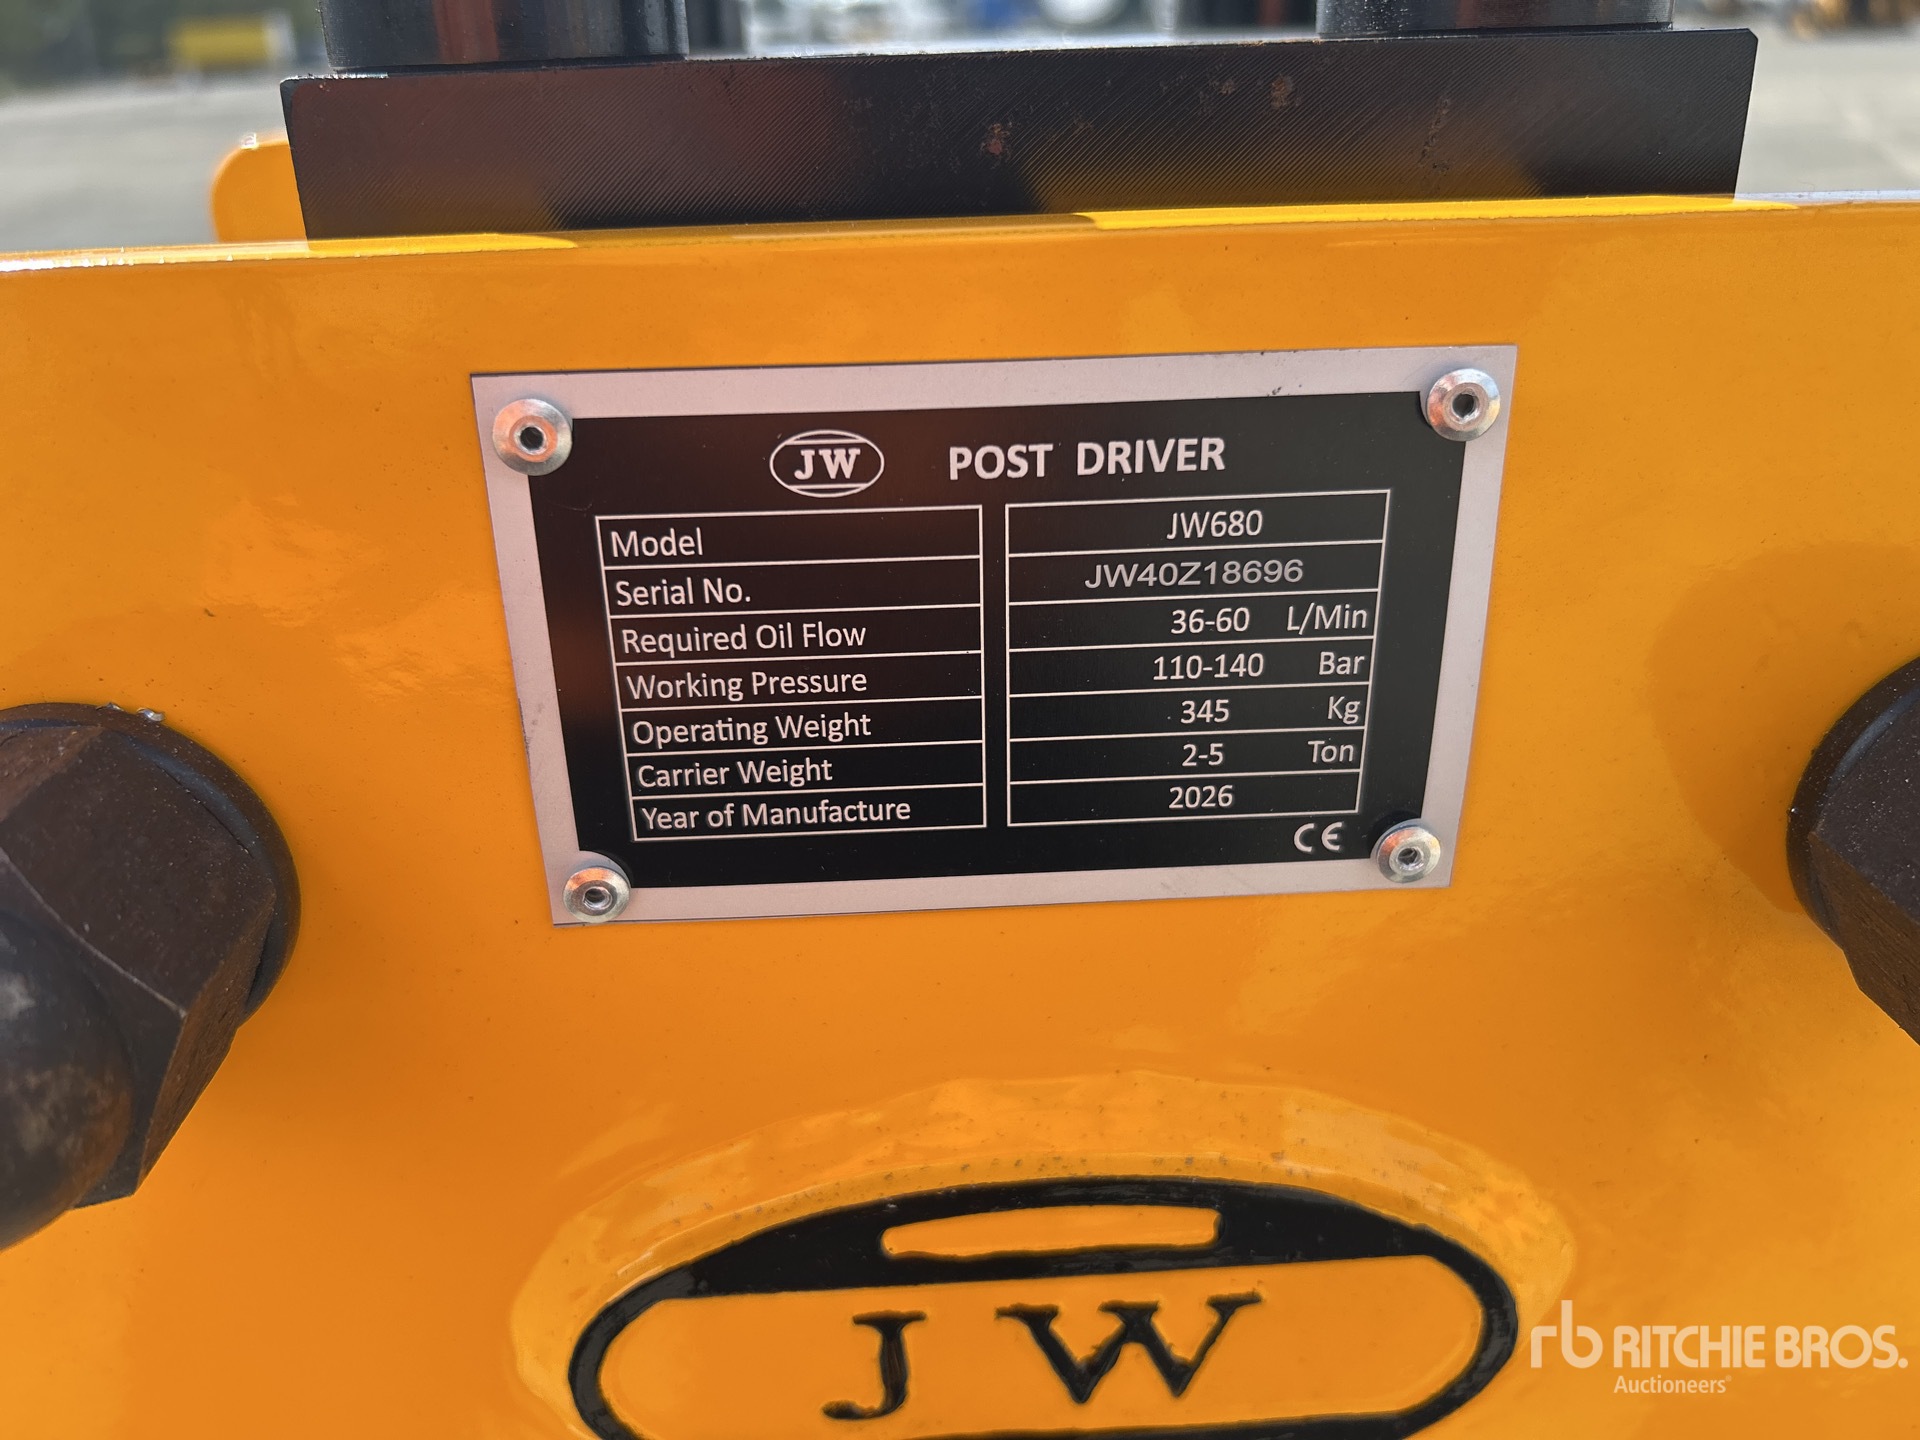 JW POST DRIVER
Model JW680
Serial No. JW40Z18696
Required Oil Flow 36-60 L/Min
Working Pressure 110-140 Bar
Operating Weight 345 Kg
Carrier Weight 2-5 Ton
Year of Manufacture 2026
CE
JW
rb RITCHIE BROS.
Auctioneers